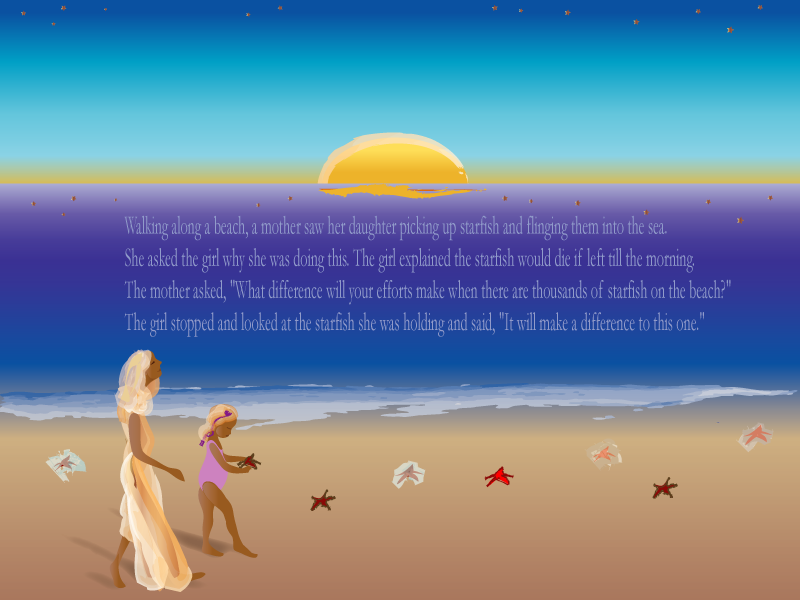 Walking along a beach, a mother saw her daughter picking up starfish and flinging them into the sea.
She asked the girl why she was doing this. The girl explained the starfish would die if left till the morning.
The mother asked, "What difference will your efforts make when there are thousands of starfish on the beach?"
The girl stopped and looked at the starfish she was holding and said, "It will make a difference to this one."